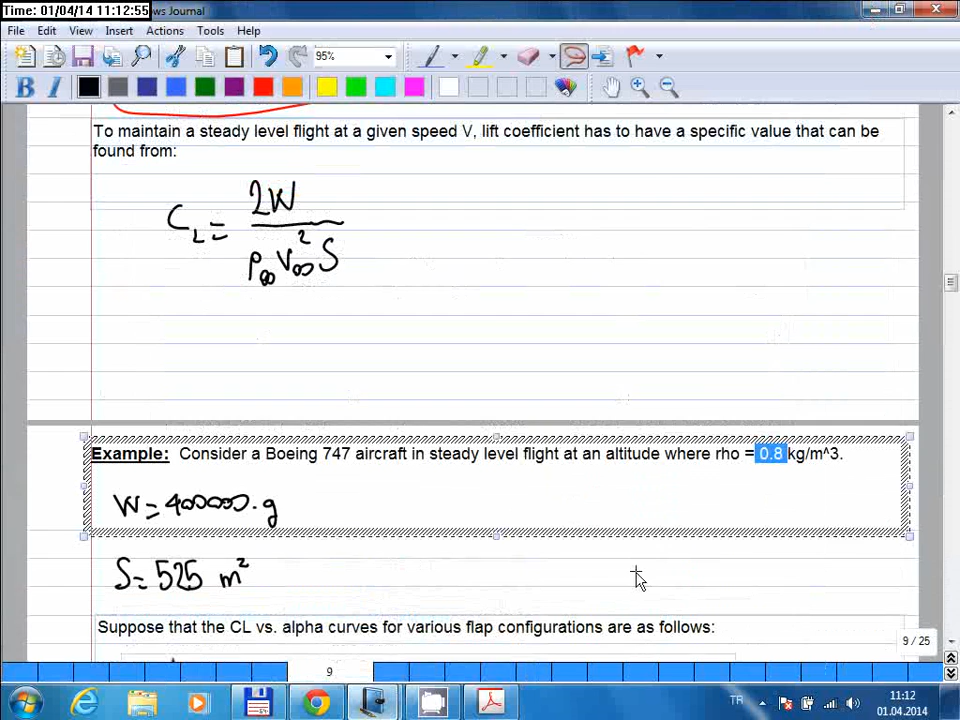 Time: 01/04/14 11:12:55
ows Journal
File Edit View Insert Actions Tools Help
95%
B I
To maintain a steady level flight at a given speed V, lift coefficient has to have a specific value that can be
found from:
C_L = 2W / ρ∞ V∞² S
Example: Consider a Boeing 747 aircraft in steady level flight at an altitude where rho = 0.8 kg/m^3.
W = 400000 . g
S = 525 m²
Suppose that the CL vs. alpha curves for various flap configurations are as follows:
9 / 25
9
TR
11:12
01.04.2014